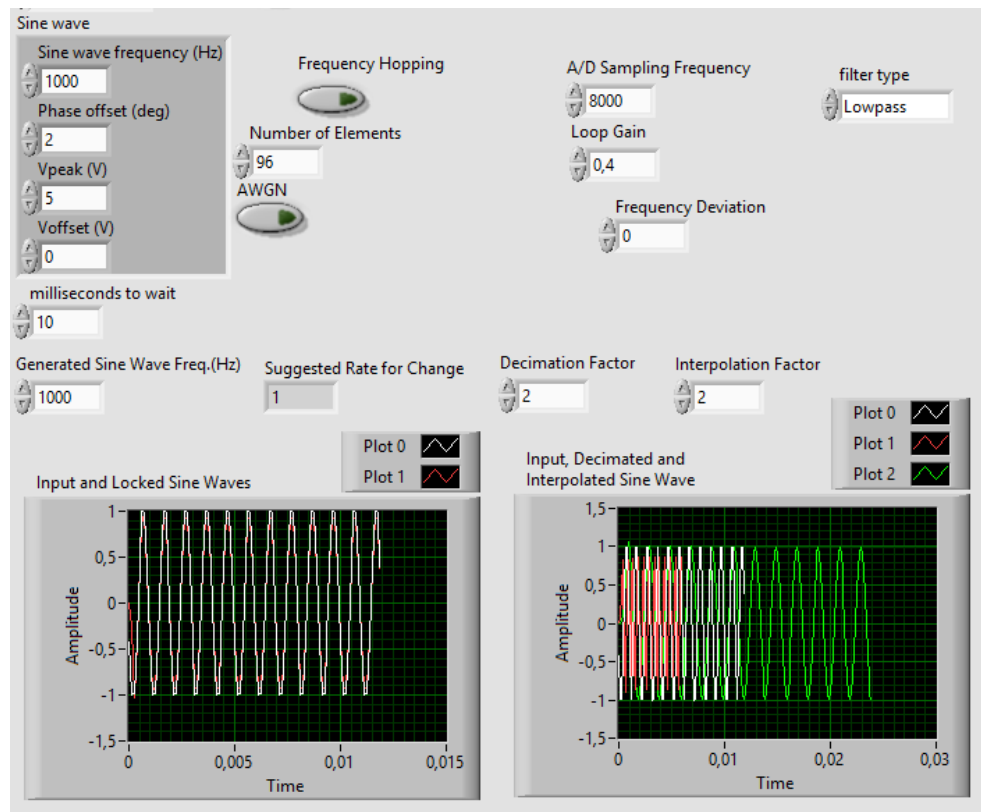 Sine wave
Sine wave frequency (Hz)
1000
Phase offset (deg)
2
Vpeak (V)
5
Voffset (V)
0
milliseconds to wait
10
Frequency Hopping
Number of Elements
96
AWGN
A/D Sampling Frequency
8000
Loop Gain
0,4
Frequency Deviation
0
filter type
Lowpass
Generated Sine Wave Freq.(Hz)
1000
Suggested Rate for Change
1
Decimation Factor
2
Interpolation Factor
2
Plot 0
Plot 1
Input and Locked Sine Waves
1
0,5
0
-0,5
-1
-1,5
Amplitude
0
0,005
0,01
0,015
Time
Plot 0
Plot 1
Plot 2
Input, Decimated and
Interpolated Sine Wave
1,5
1
0,5
0
-0,5
-1
-1,5
Amplitude
0
0,01
0,02
0,03
Time